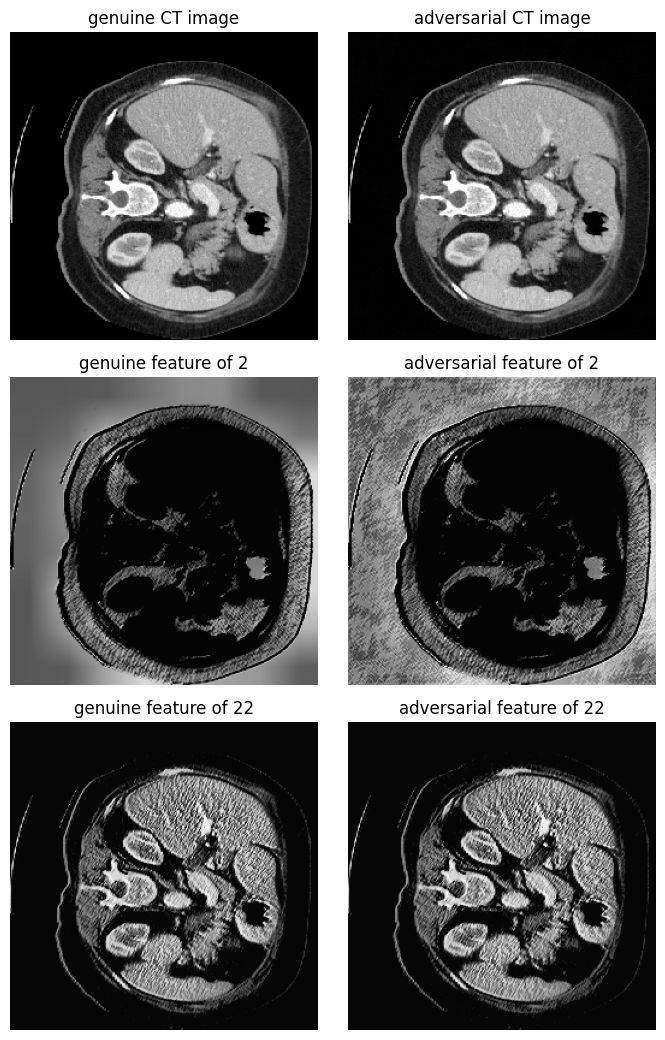 genuine CT image
adversarial CT image
genuine feature of 2
adversarial feature of 2
genuine feature of 22
adversarial feature of 22